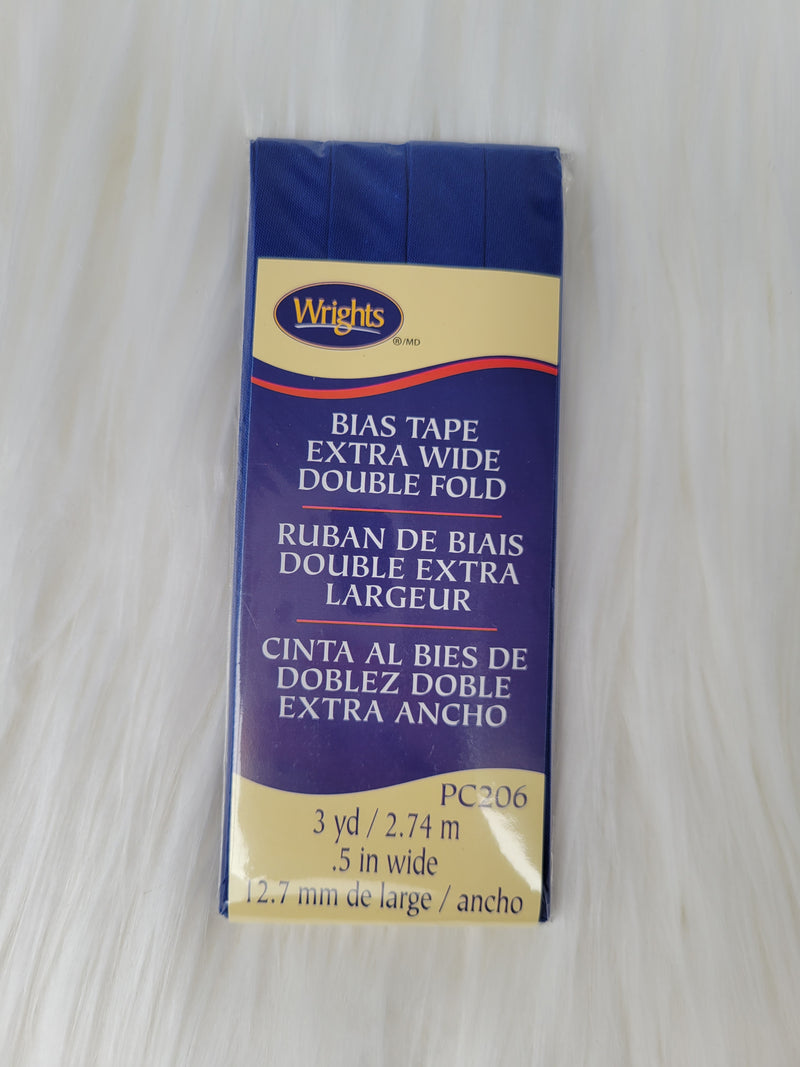 Wrights
®/MD
BIAS TAPE
EXTRA WIDE
DOUBLE FOLD
RUBAN DE BIAIS
DOUBLE EXTRA
LARGEUR
CINTA AL BIES DE
DOBLEZ DOBLE
EXTRA ANCHO
PC206
3 yd / 2.74 m
.5 in wide
12.7 mm de large / ancho